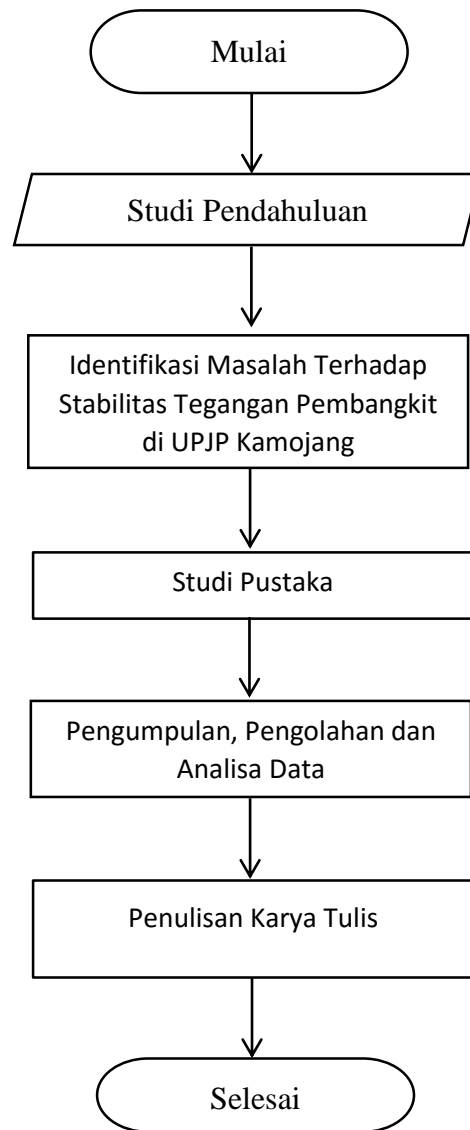 Mulai
Studi Pendahuluan
Identifikasi Masalah Terhadap
Stabilitas Tegangan Pembangkit
di UPJP Kamojang
Studi Pustaka
Pengumpulan, Pengolahan dan
Analisa Data
Penulisan Karya Tulis
Selesai